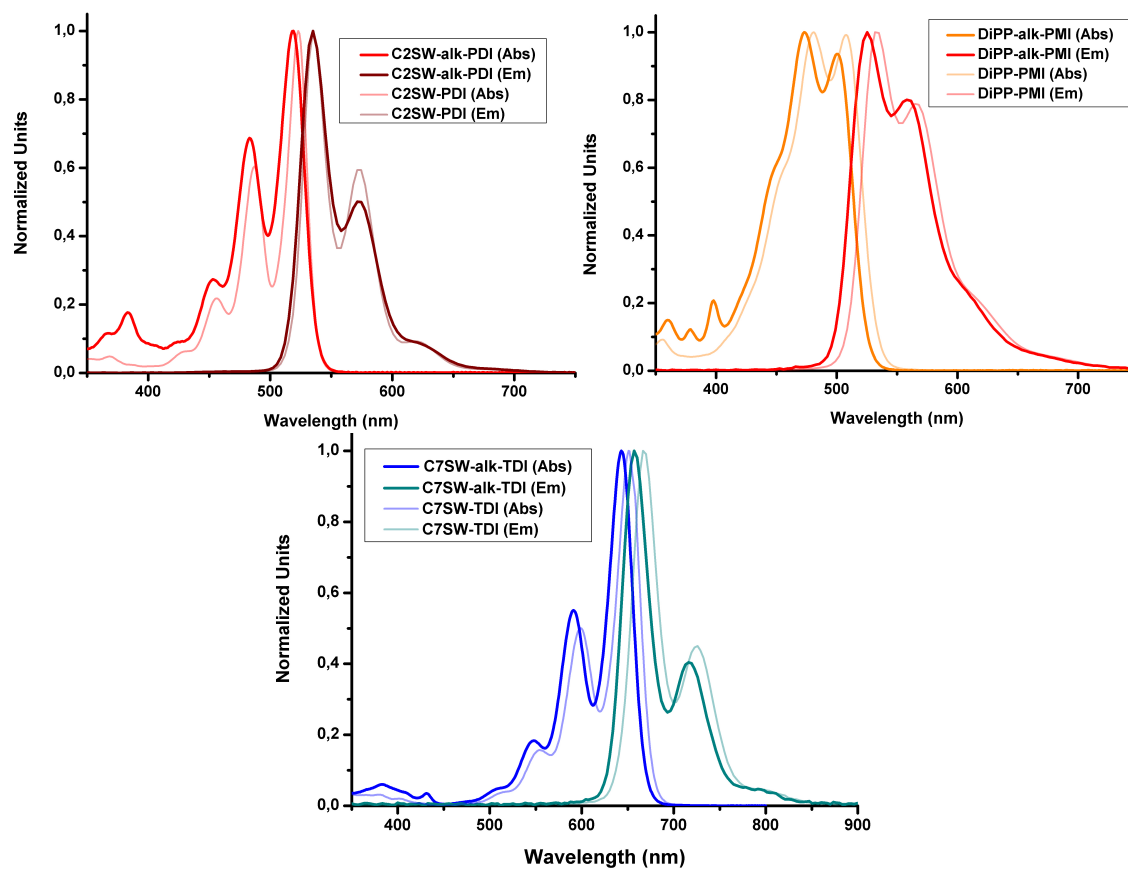 1,0
0,8
0,6
0,4
0,2
0,0
Normalized Units
C2SW-alk-PDI (Abs)
C2SW-alk-PDI (Em)
C2SW-PDI (Abs)
C2SW-PDI (Em)
400 500 600 700
Wavelength (nm)
1,0
0,8
0,6
0,4
0,2
0,0
Normalized Units
DiPP-alk-PMI (Abs)
DiPP-alk-PMI (Em)
DiPP-PMI (Abs)
DiPP-PMI (Em)
400 500 600 700
Wavelength (nm)
1,0
0,8
0,6
0,4
0,2
0,0
Normalized Units
C7SW-alk-TDI (Abs)
C7SW-alk-TDI (Em)
C7SW-TDI (Abs)
C7SW-TDI (Em)
400 500 600 700 800 900
Wavelength (nm)